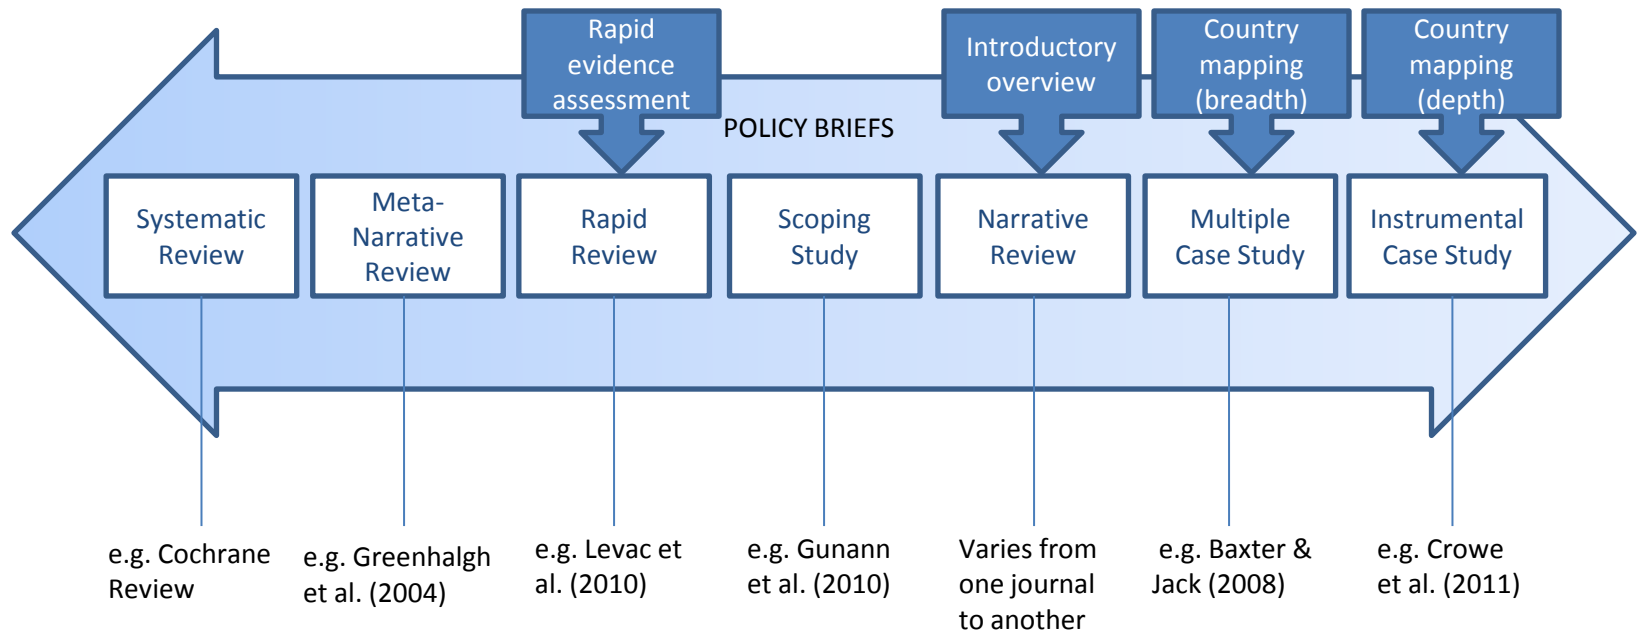 Rapid
evidence
assessment
Introductory
overview
Country
mapping
(breadth)
Country
mapping
(depth)
POLICY BRIEFS
Systematic
Review
Meta-
Narrative
Review
Rapid
Review
Scoping
Study
Narrative
Review
Multiple
Case Study
Instrumental
Case Study
e.g. Cochrane
Review
e.g. Greenhalgh
et al. (2004)
e.g. Levac et
al. (2010)
e.g. Gunann
et al. (2010)
Varies from
one journal
to another
e.g. Baxter &
Jack (2008)
e.g. Crowe
et al. (2011)